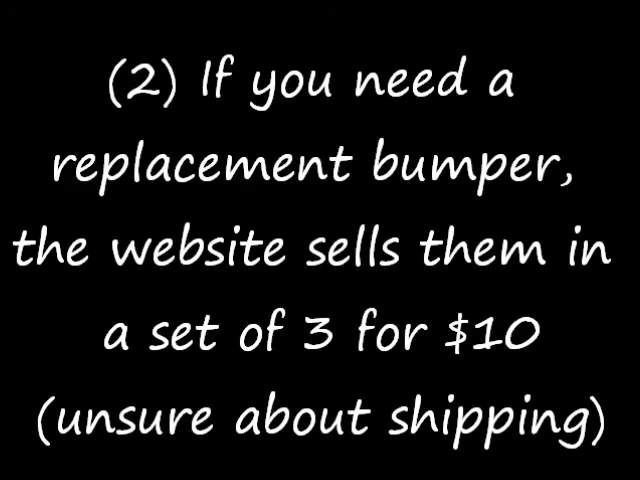 (2) If you need a
replacement bumper,
the website sells them in
a set of 3 for $10
(unsure about shipping)